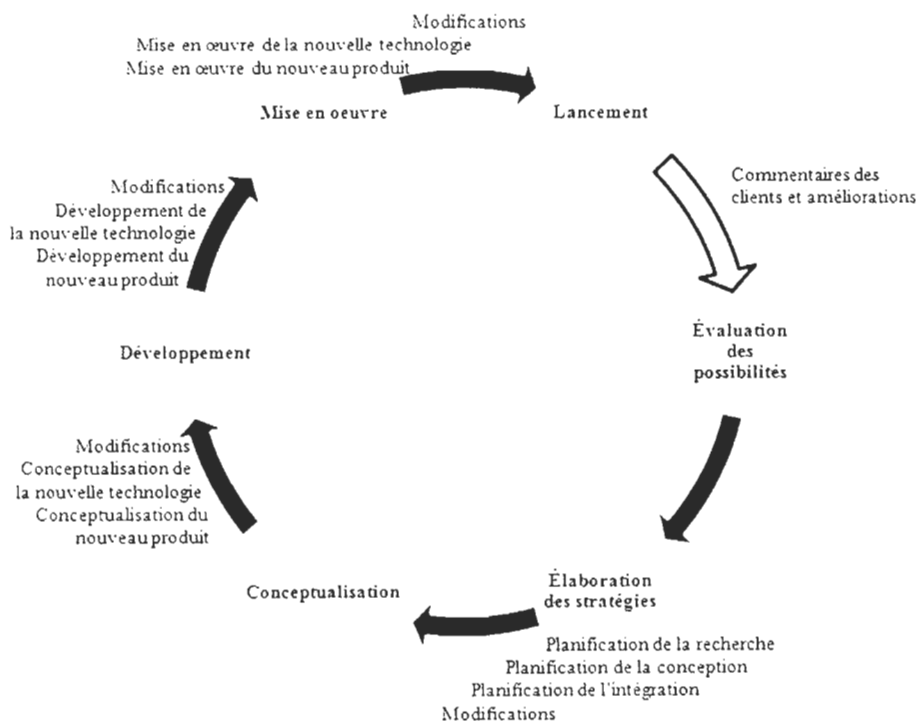 Modifications
Mise en œuvre de la nouvelle technologie
Mise en œuvre du nouveau produit
Mise en oeuvre
Lancement
Commentaires des
clients et améliorations
Évaluation
des
possibilités
Élaboration
des stratégies
Planification de la recherche
Planification de la conception
Planification de l'intégration
Modifications
Conceptualisation
Modifications
Conceptualisation de
la nouvelle technologie
Conceptualisation du
nouveau produit
Développement
Modifications
Développement de
la nouvelle technologie
Développement du
nouveau produit